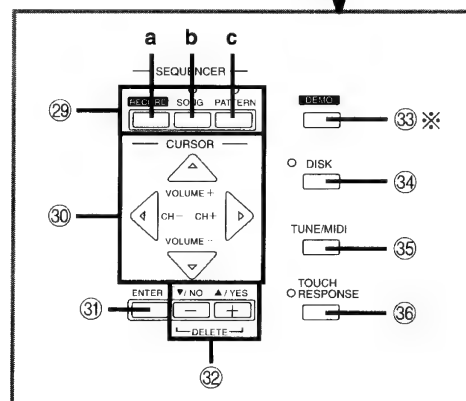 a b c
SEQUENCER
RECORD SONG PATTERN
DEMO
㉙
㉝ ※
CURSOR
DISK
㉞
VOLUME +
㉚
CH− CH+
TUNE/MIDI
VOLUME −
㉟
TOUCH
RESPONSE
ENTER ▼/NO ▲/YES
㉛
− +
㊱
DELETE
㉜